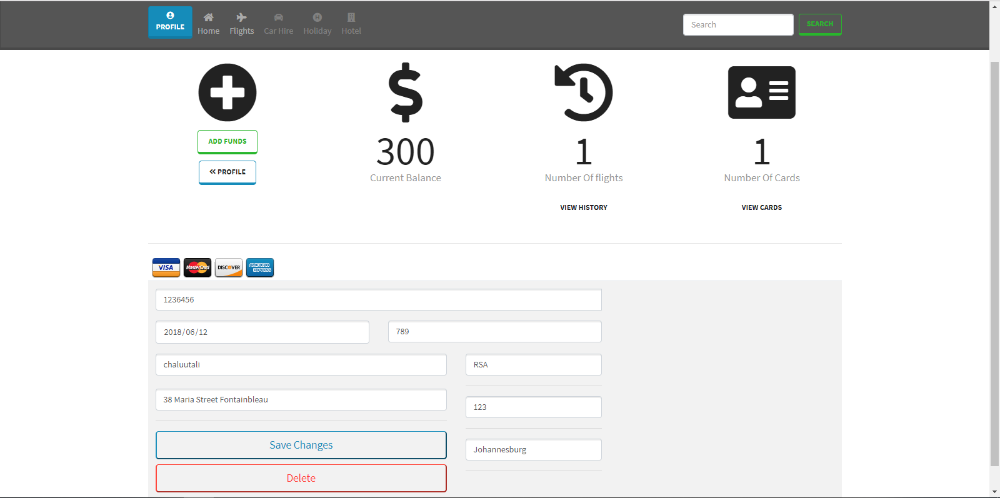 PROFILE
Home
Flights
Car Hire
Holiday
Hotel
Search
SEARCH
ADD FUNDS
« PROFILE
300
Current Balance
1
Number Of flights
VIEW HISTORY
1
Number Of Cards
VIEW CARDS
VISA
MasterCard
DISCOVER
AMERICAN
EXPRESS
1236456
2018/06/12
789
chaluutali
RSA
38 Maria Street Fontainbleau
123
Save Changes
Johannesburg
Delete